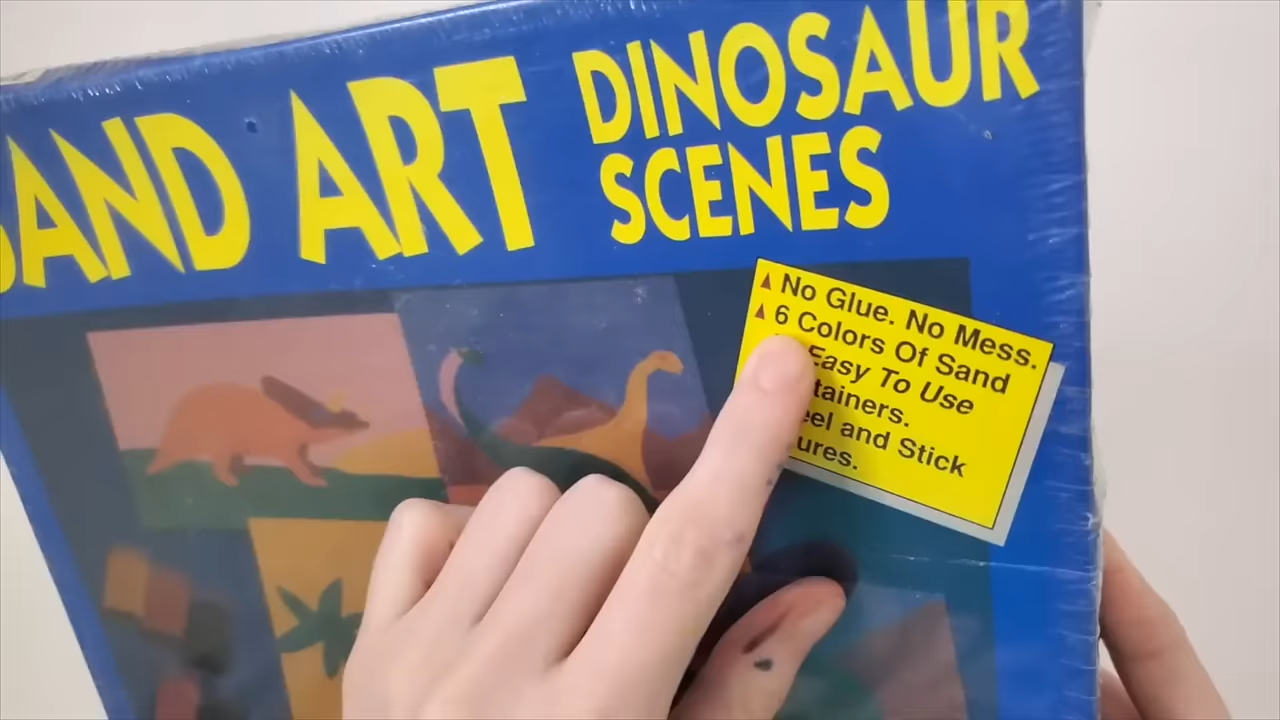 SAND ART
DINOSAUR
SCENES
No Glue. No Mess.
6 Colors Of Sand
Easy To Use
tainers.
eel and Stick
ures.